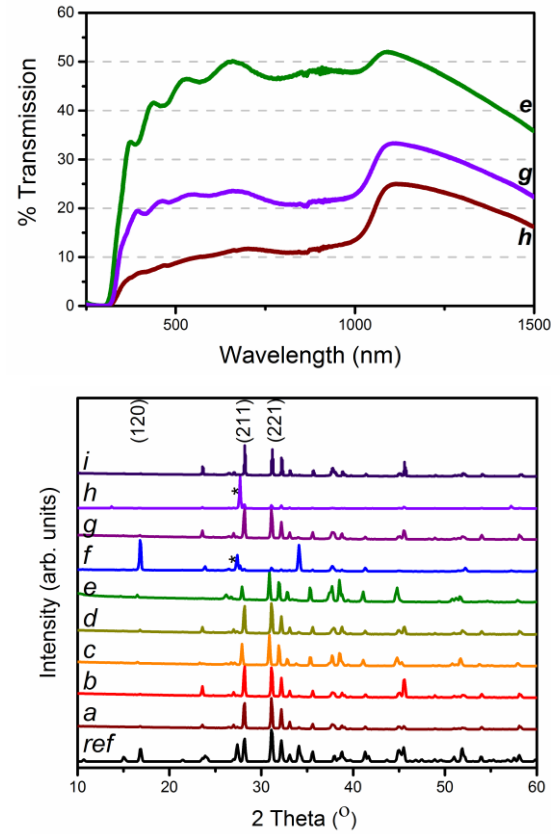 60
50
40
30
20
10
0
% Transmission
e
g
h
500
1000
1500
Wavelength (nm)
(120)
(211)
(221)
i
h
*
g
f
*
e
d
c
b
a
ref
Intensity (arb. units)
10
20
30
40
50
60
2 Theta (°)